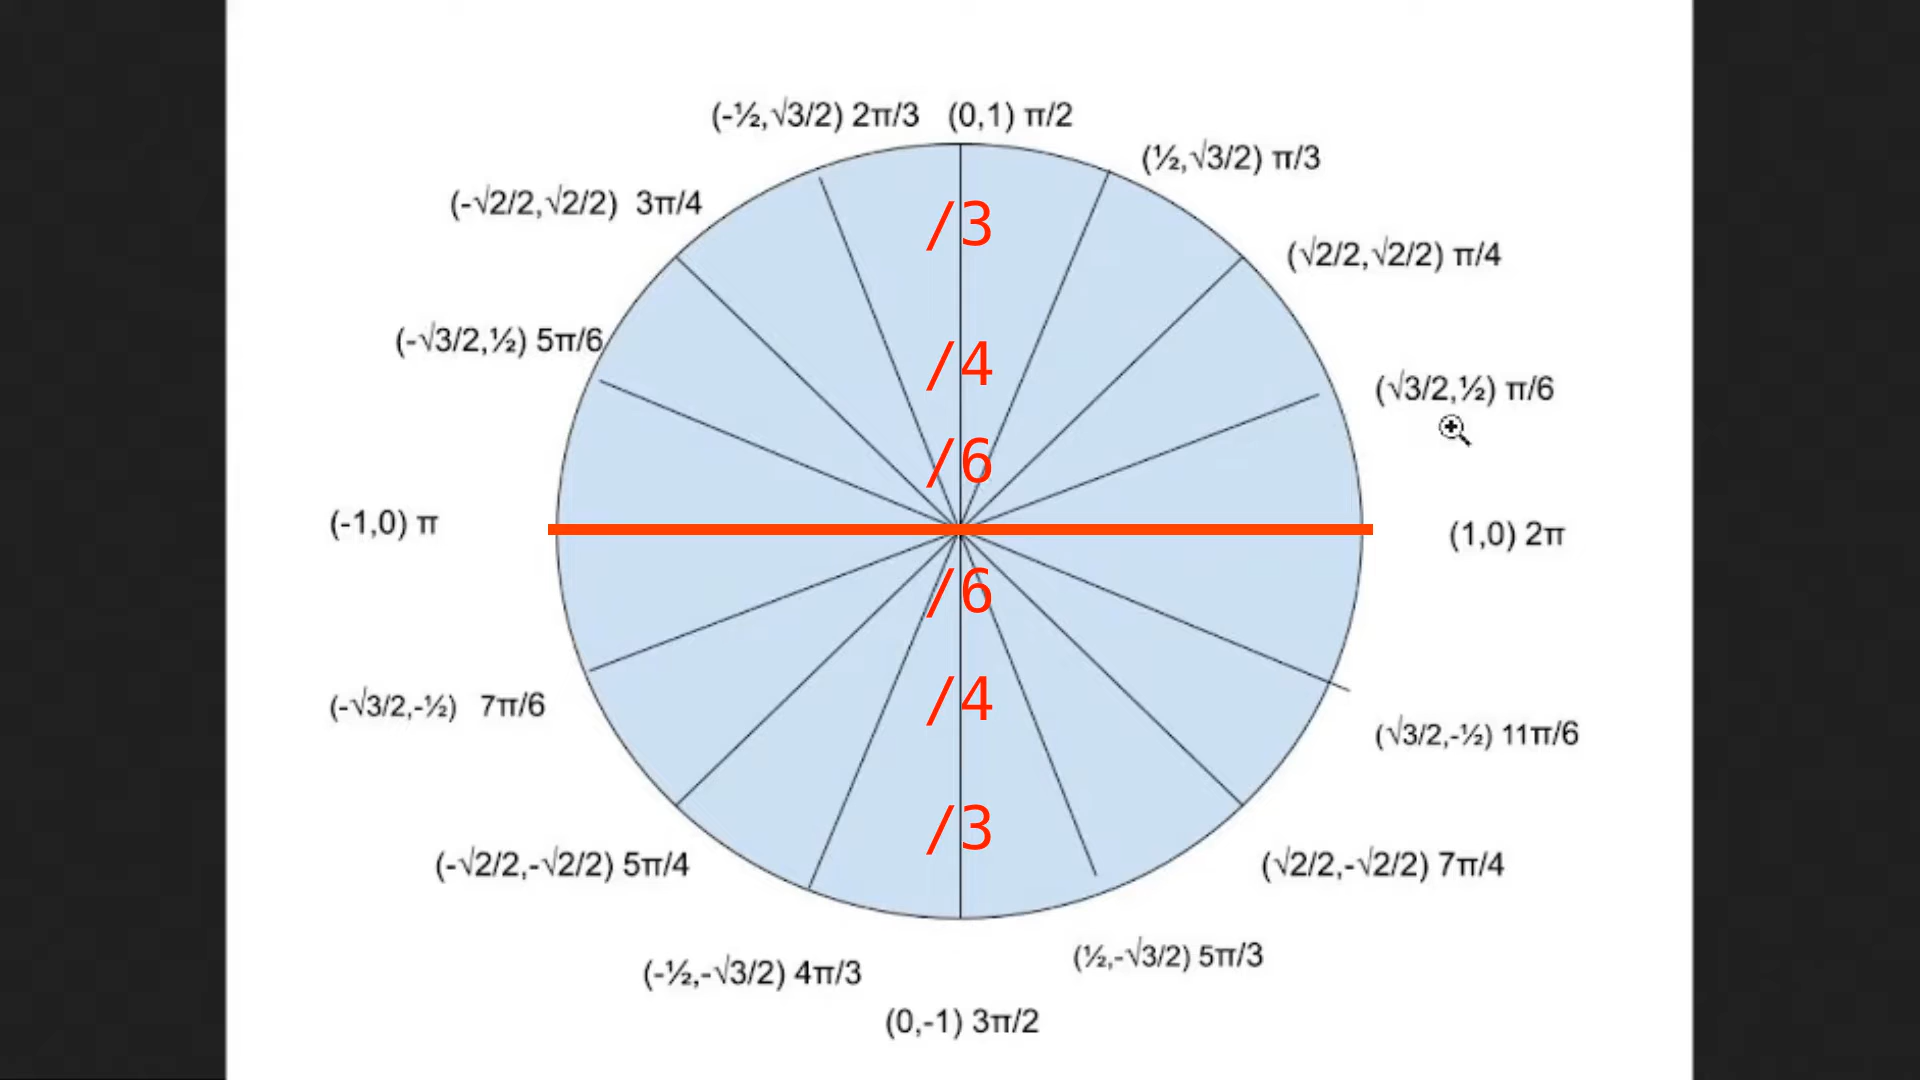 (-½,√3/2) 2π/3 (0,1) π/2
(½,√3/2) π/3
(-√2/2,√2/2) 3π/4
/3
(√2/2,√2/2) π/4
(-√3/2,½) 5π/6
/4
(√3/2,½) π/6
/6
(-1,0) π
(1,0) 2π
/6
(-√3/2,-½) 7π/6
/4
(√3/2,-½) 11π/6
/3
(-√2/2,-√2/2) 5π/4
(√2/2,-√2/2) 7π/4
(½,-√3/2) 5π/3
(-½,-√3/2) 4π/3
(0,-1) 3π/2